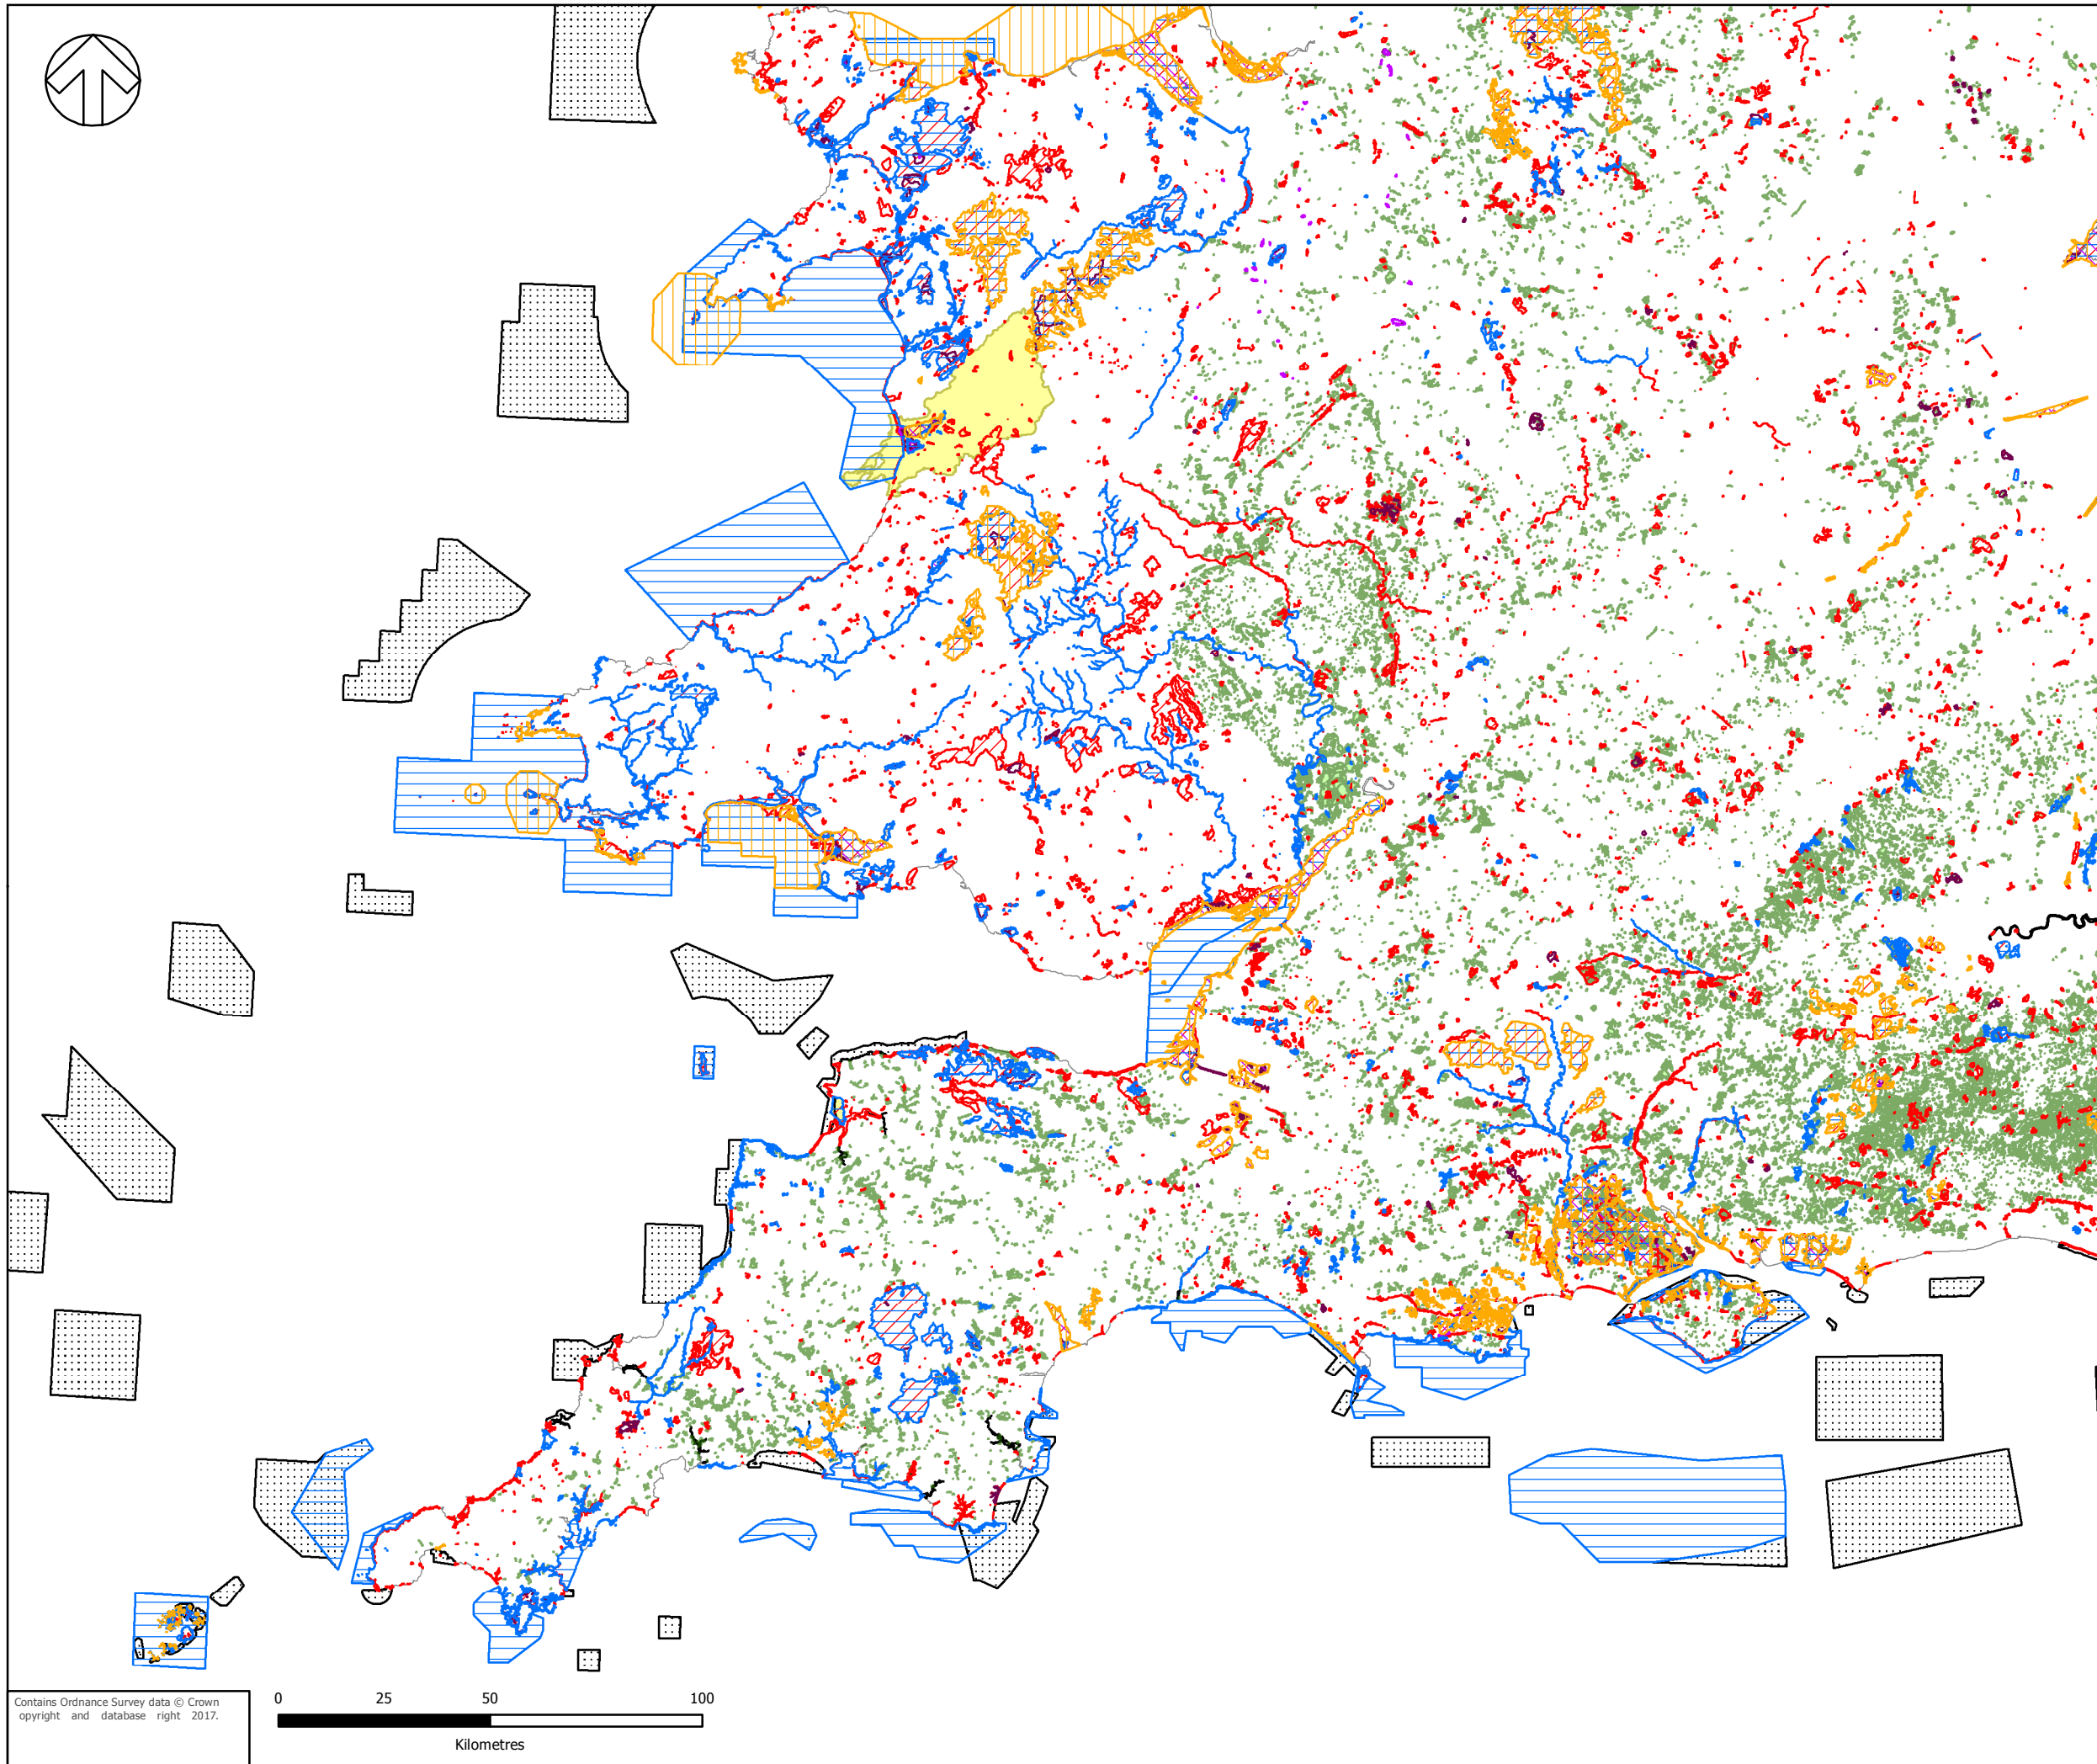 Contains Ordnance Survey data © Crown
opyright and database right 2017.
0 25 50 100
Kilometres